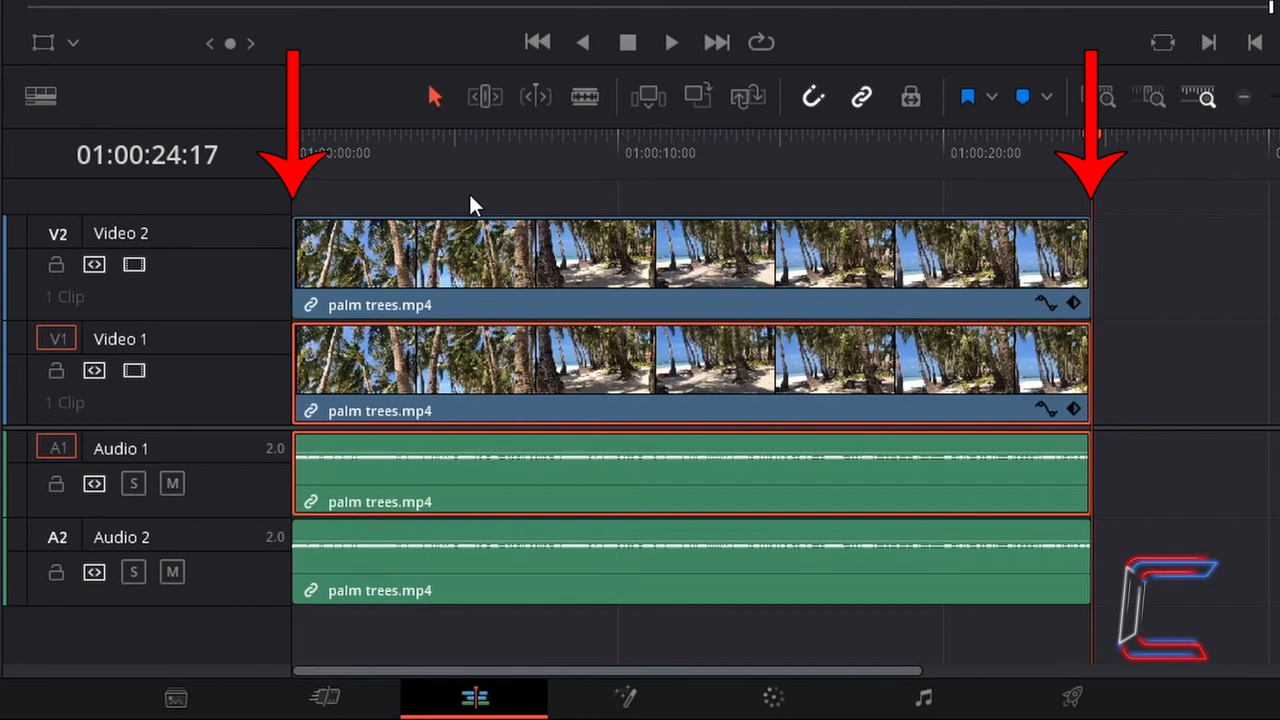 01:00:24:17
01:00:00:00
01:00:10:00
01:00:20:00
V2 Video 2
1 Clip
palm trees.mp4
V1 Video 1
1 Clip
palm trees.mp4
A1 Audio 1 2.0
S M
palm trees.mp4
A2 Audio 2 2.0
S M
palm trees.mp4